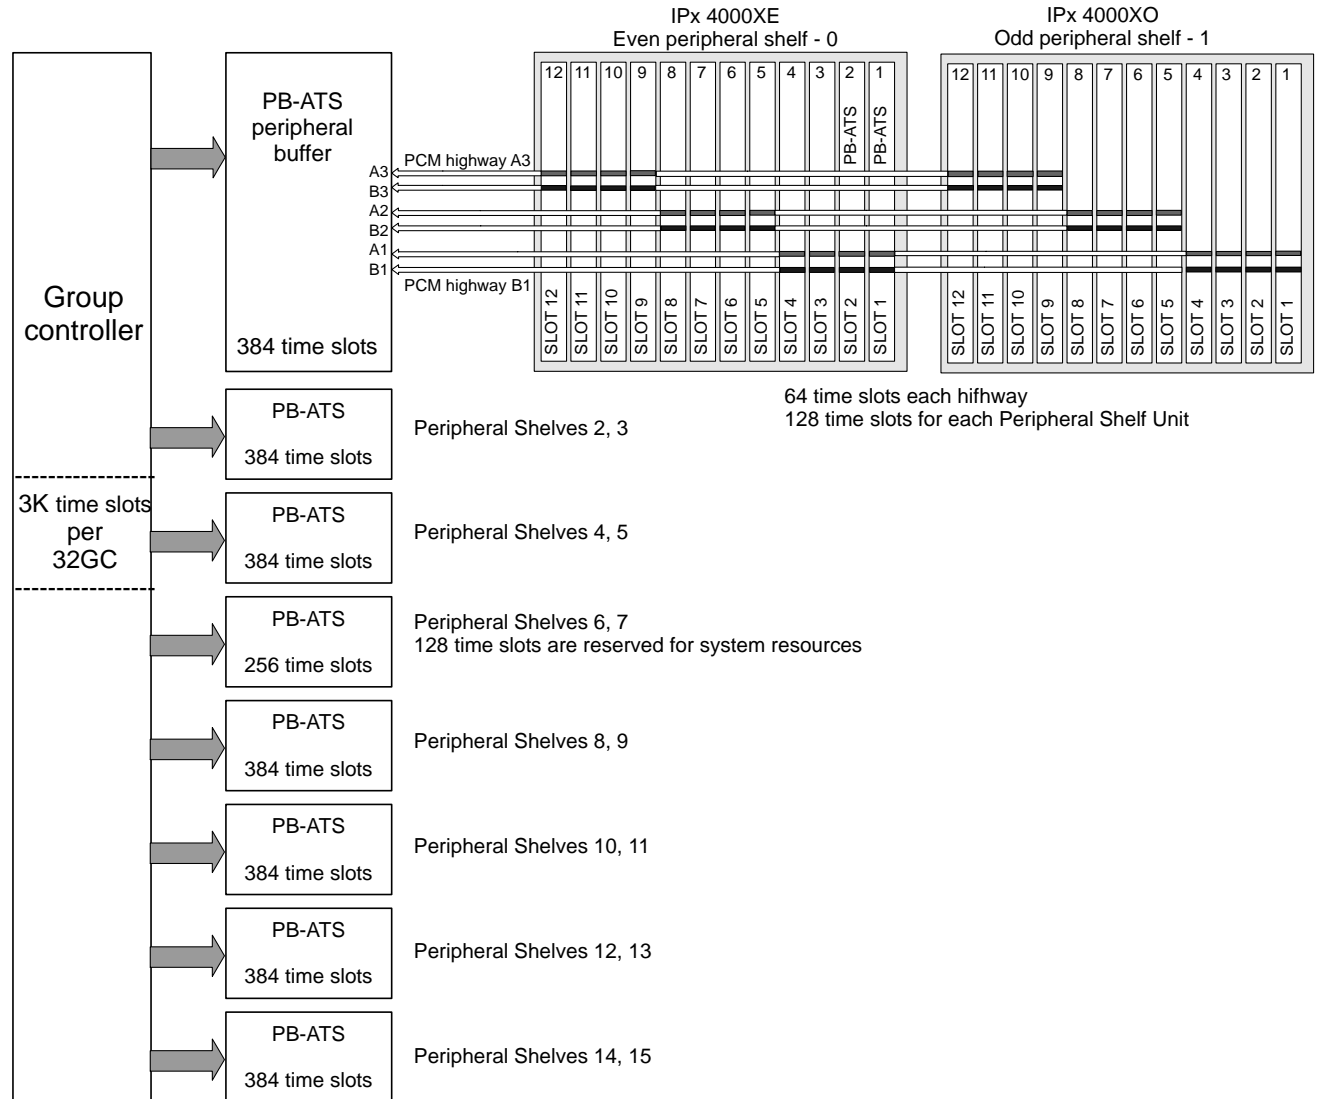 IPx 4000XE
Even peripheral shelf - 0
IPx 4000XO
Odd peripheral shelf - 1
12 11 10 9 8 7 6 5 4 3 2 1
12 11 10 9 8 7 6 5 4 3 2 1
PB-ATS
PB-ATS
PB-ATS
peripheral
buffer
384 time slots
PCM highway A3
A3
B3
A2
B2
A1
B1
PCM highway B1
SLOT 12
SLOT 11
SLOT 10
SLOT 9
SLOT 8
SLOT 7
SLOT 6
SLOT 5
SLOT 4
SLOT 3
SLOT 2
SLOT 1
SLOT 12
SLOT 11
SLOT 10
SLOT 9
SLOT 8
SLOT 7
SLOT 6
SLOT 5
SLOT 4
SLOT 3
SLOT 2
SLOT 1
64 time slots each hifhway
128 time slots for each Peripheral Shelf Unit
Group
controller
3K time slots
per
32GC
PB-ATS
384 time slots
Peripheral Shelves 2, 3
PB-ATS
384 time slots
Peripheral Shelves 4, 5
PB-ATS
256 time slots
Peripheral Shelves 6, 7
128 time slots are reserved for system resources
PB-ATS
384 time slots
Peripheral Shelves 8, 9
PB-ATS
384 time slots
Peripheral Shelves 10, 11
PB-ATS
384 time slots
Peripheral Shelves 12, 13
PB-ATS
384 time slots
Peripheral Shelves 14, 15